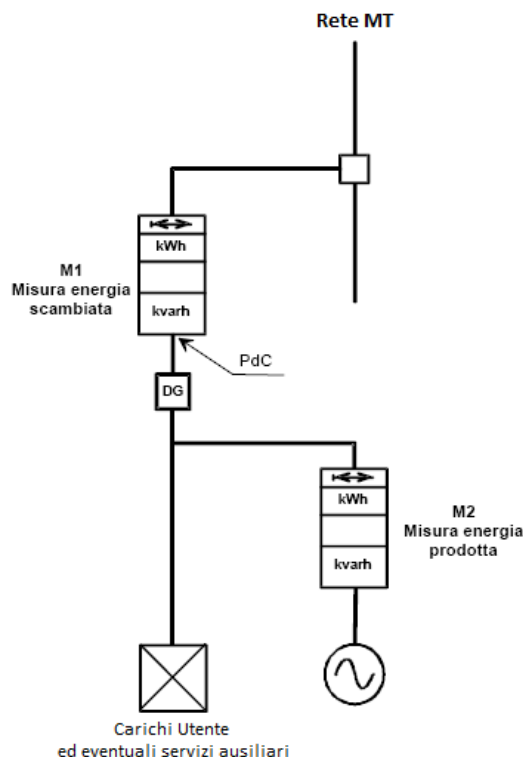 Rete MT
kWh
kvarh
M1
Misura energia
scambiata
PdC
DG
kWh
kvarh
M2
Misura energia
prodotta
Carichi Utente
ed eventuali servizi ausiliari